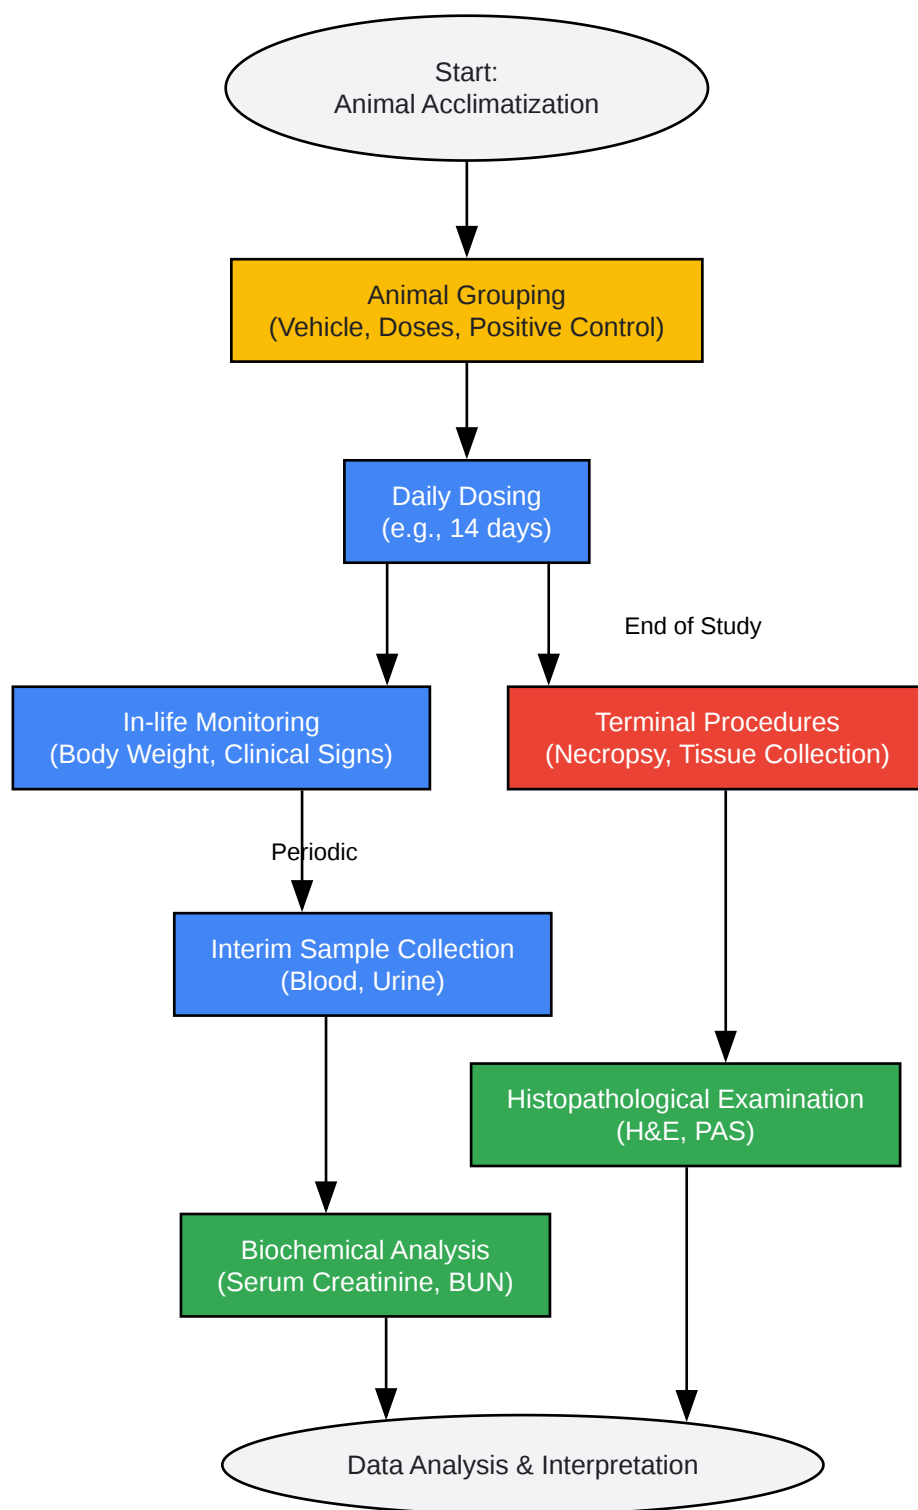 Start:
Animal Acclimatization
Animal Grouping
(Vehicle, Doses, Positive Control)
Daily Dosing
(e.g., 14 days)
End of Study
In-life Monitoring
(Body Weight, Clinical Signs)
Terminal Procedures
(Necropsy, Tissue Collection)
Periodic
Interim Sample Collection
(Blood, Urine)
Histopathological Examination
(H&E, PAS)
Biochemical Analysis
(Serum Creatinine, BUN)
Data Analysis & Interpretation